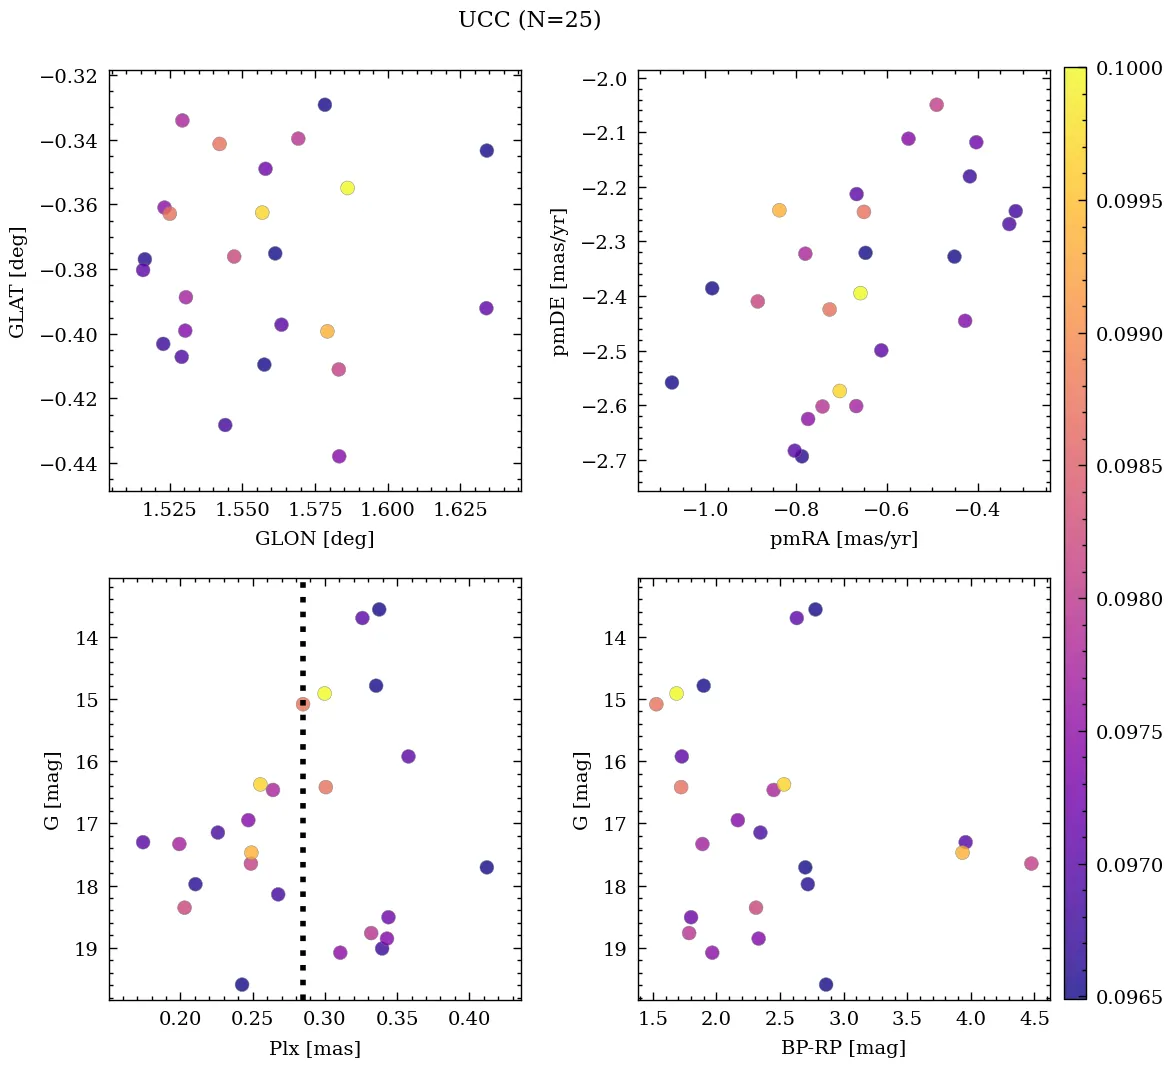 UCC (N=25)
−0.32
−0.34
−0.36
−0.38
−0.40
−0.42
−0.44
GLAT [deg]
1.525 1.550 1.575 1.600 1.625
GLON [deg]
−2.0
−2.1
−2.2
−2.3
−2.4
−2.5
−2.6
−2.7
pmDE [mas/yr]
−1.0 −0.8 −0.6 −0.4
pmRA [mas/yr]
14
15
16
17
18
19
G [mag]
0.20 0.25 0.30 0.35 0.40
Plx [mas]
14
15
16
17
18
19
G [mag]
1.5 2.0 2.5 3.0 3.5 4.0 4.5
BP-RP [mag]
0.1000
0.0995
0.0990
0.0985
0.0980
0.0975
0.0970
0.0965